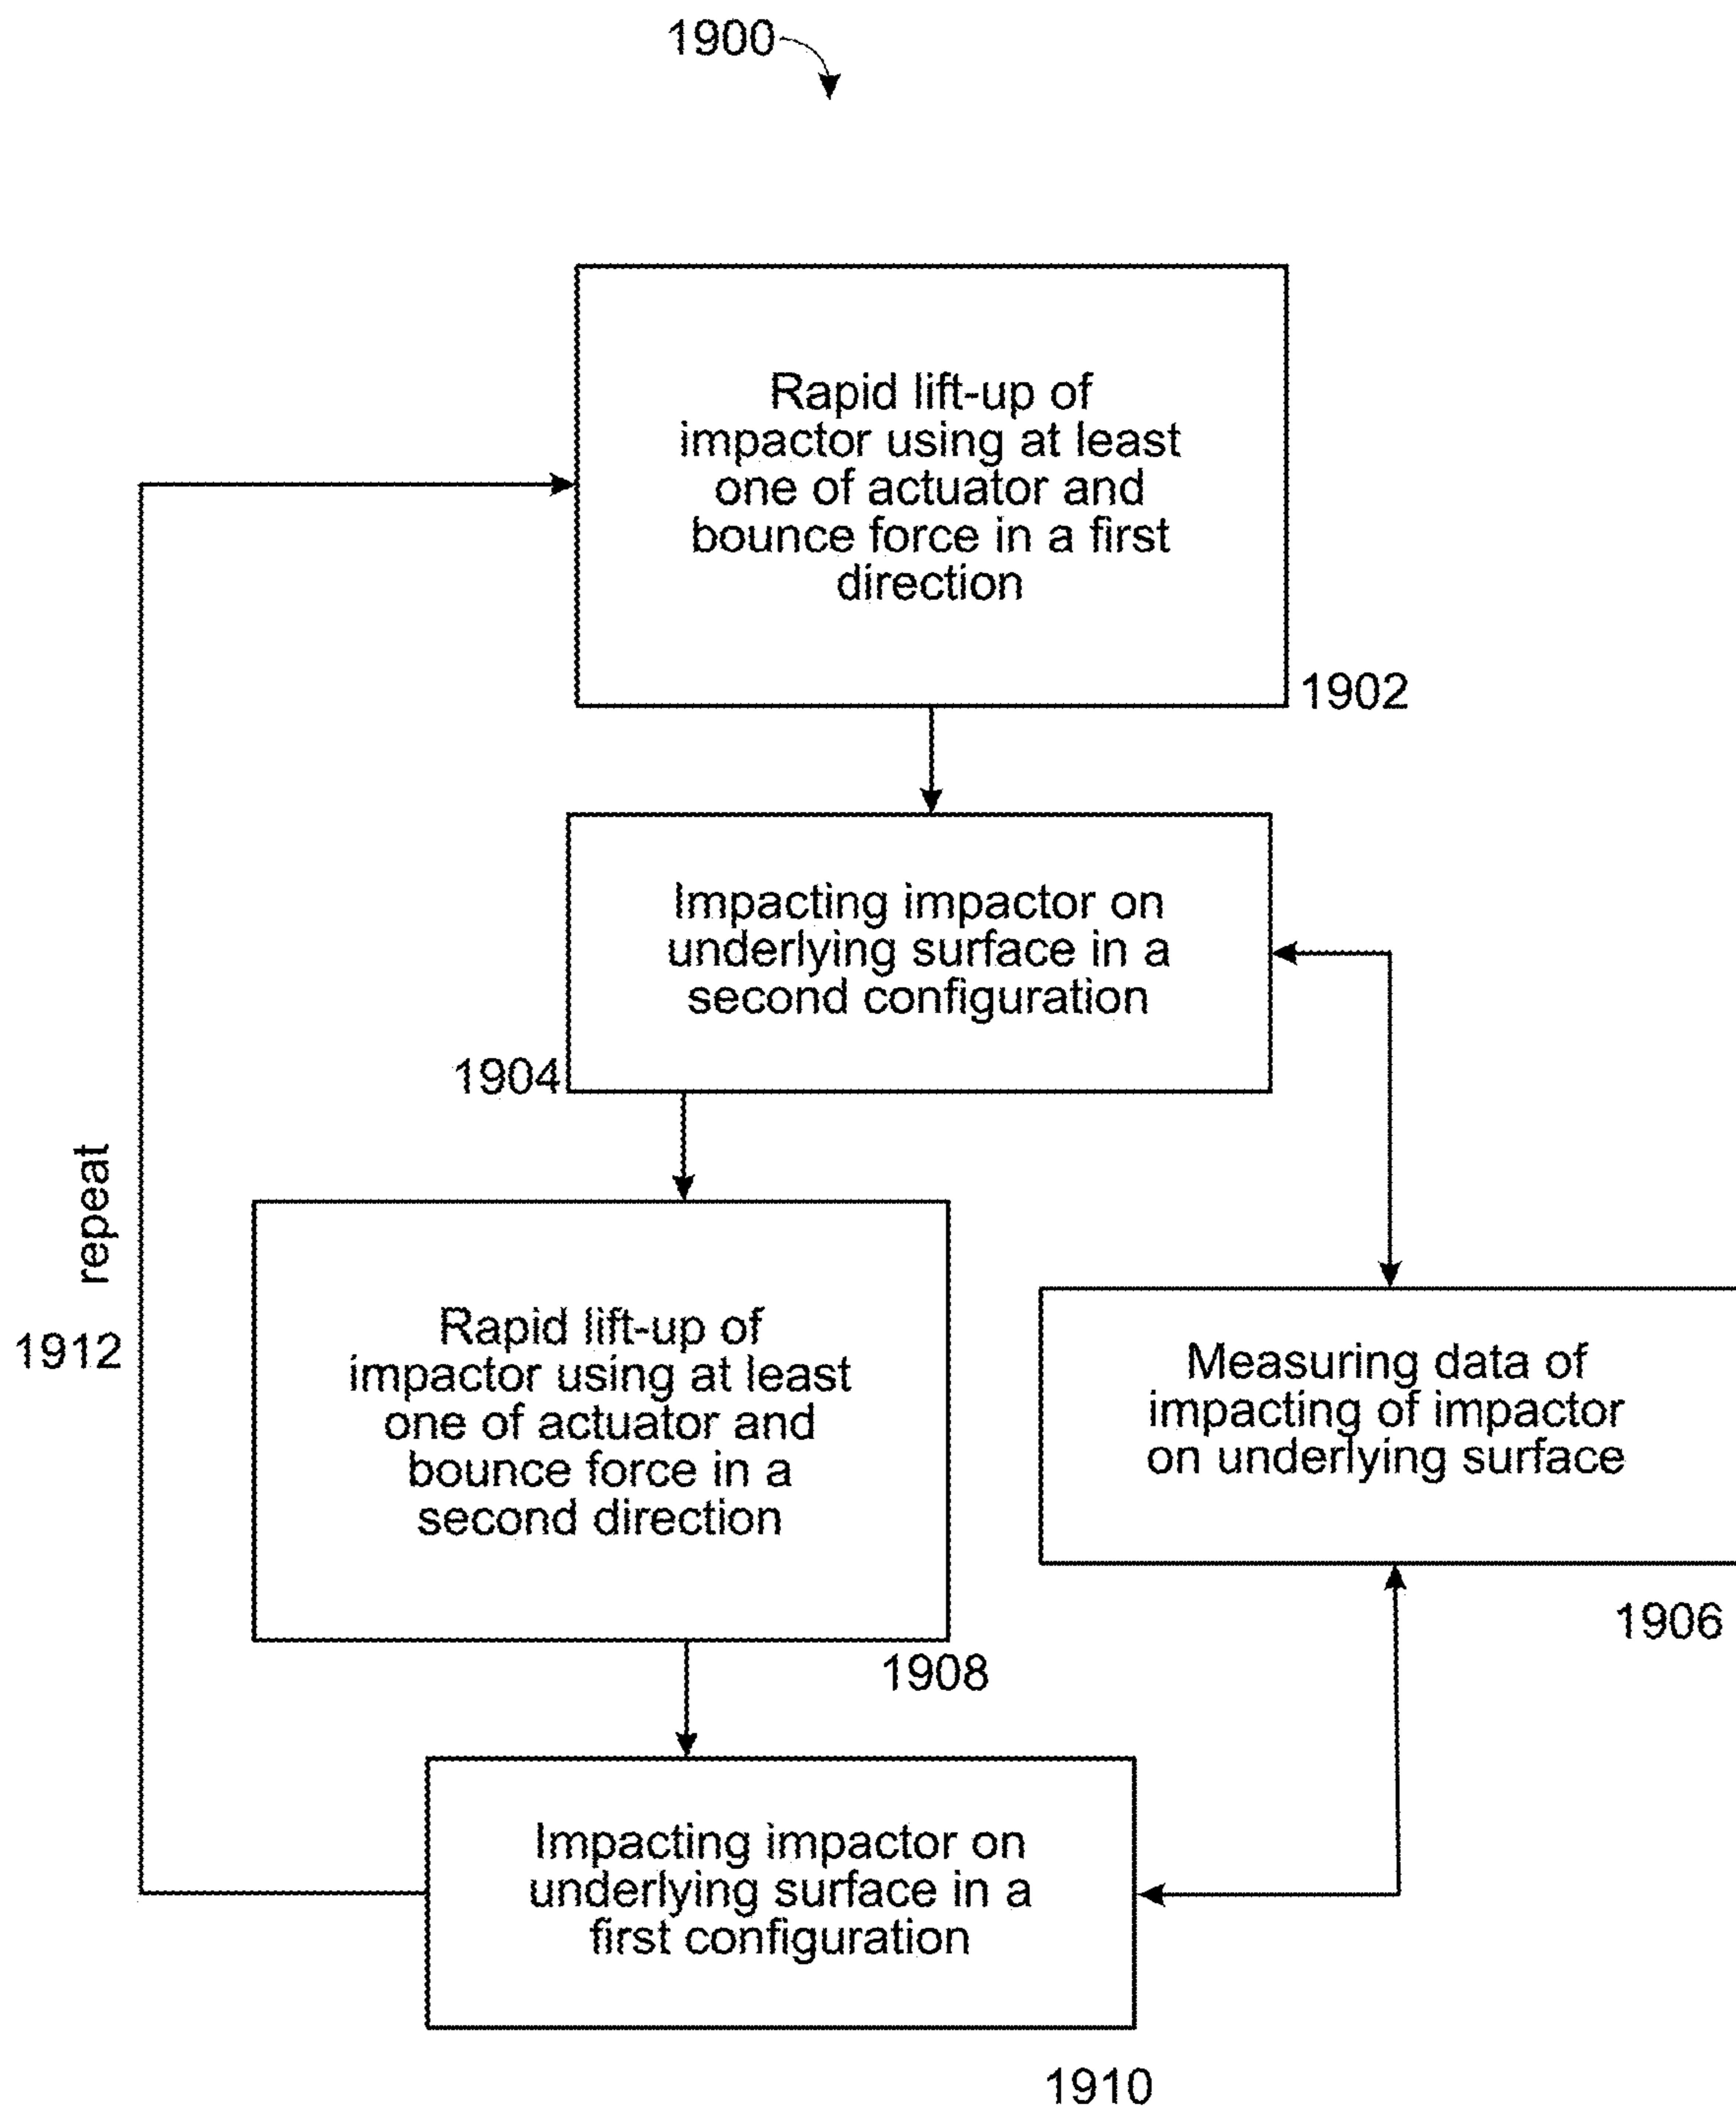 1900
Rapid lift-up of
impactor using at least
one of actuator and
bounce force in a first
direction
1902
Impacting impactor on
underlying surface in a
second configuration
1904
repeat
1912
Rapid lift-up of
impactor using at least
one of actuator and
bounce force in a
second direction
1908
Measuring data of
impacting of impactor
on underlying surface
1906
Impacting impactor on
underlying surface in a
first configuration
1910